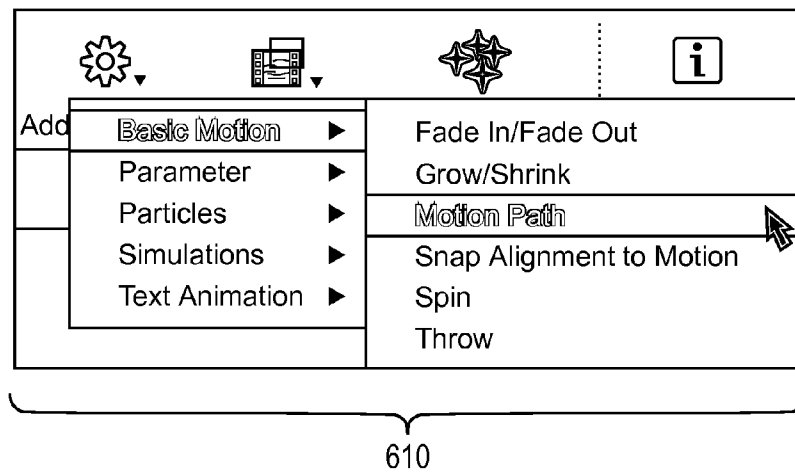 i
Add
Basic Motion ▶ Fade In/Fade Out
Parameter ▶ Grow/Shrink
Particles ▶ Motion Path
Simulations ▶ Snap Alignment to Motion
Text Animation ▶ Spin
Throw
610